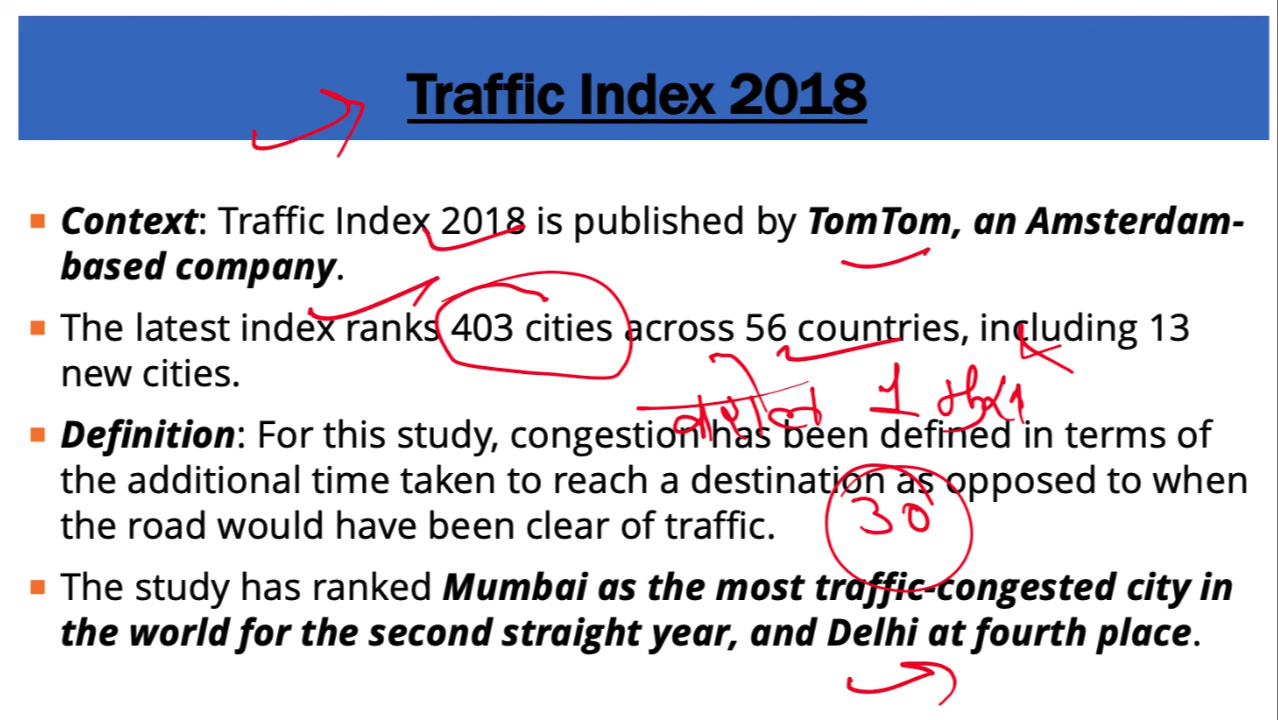 Traffic Index 2018
Context: Traffic Index 2018 is published by TomTom, an Amsterdam-
based company.
The latest index ranks 403 cities across 56 countries, including 13
new cities.
1
Definition: For this study, congestion has been defined in terms of
the additional time taken to reach a destination as opposed to when
30
the road would have been clear of traffic.
The study has ranked Mumbai as the most traffic-congested city in
the world for the second straight year, and Delhi at fourth place.